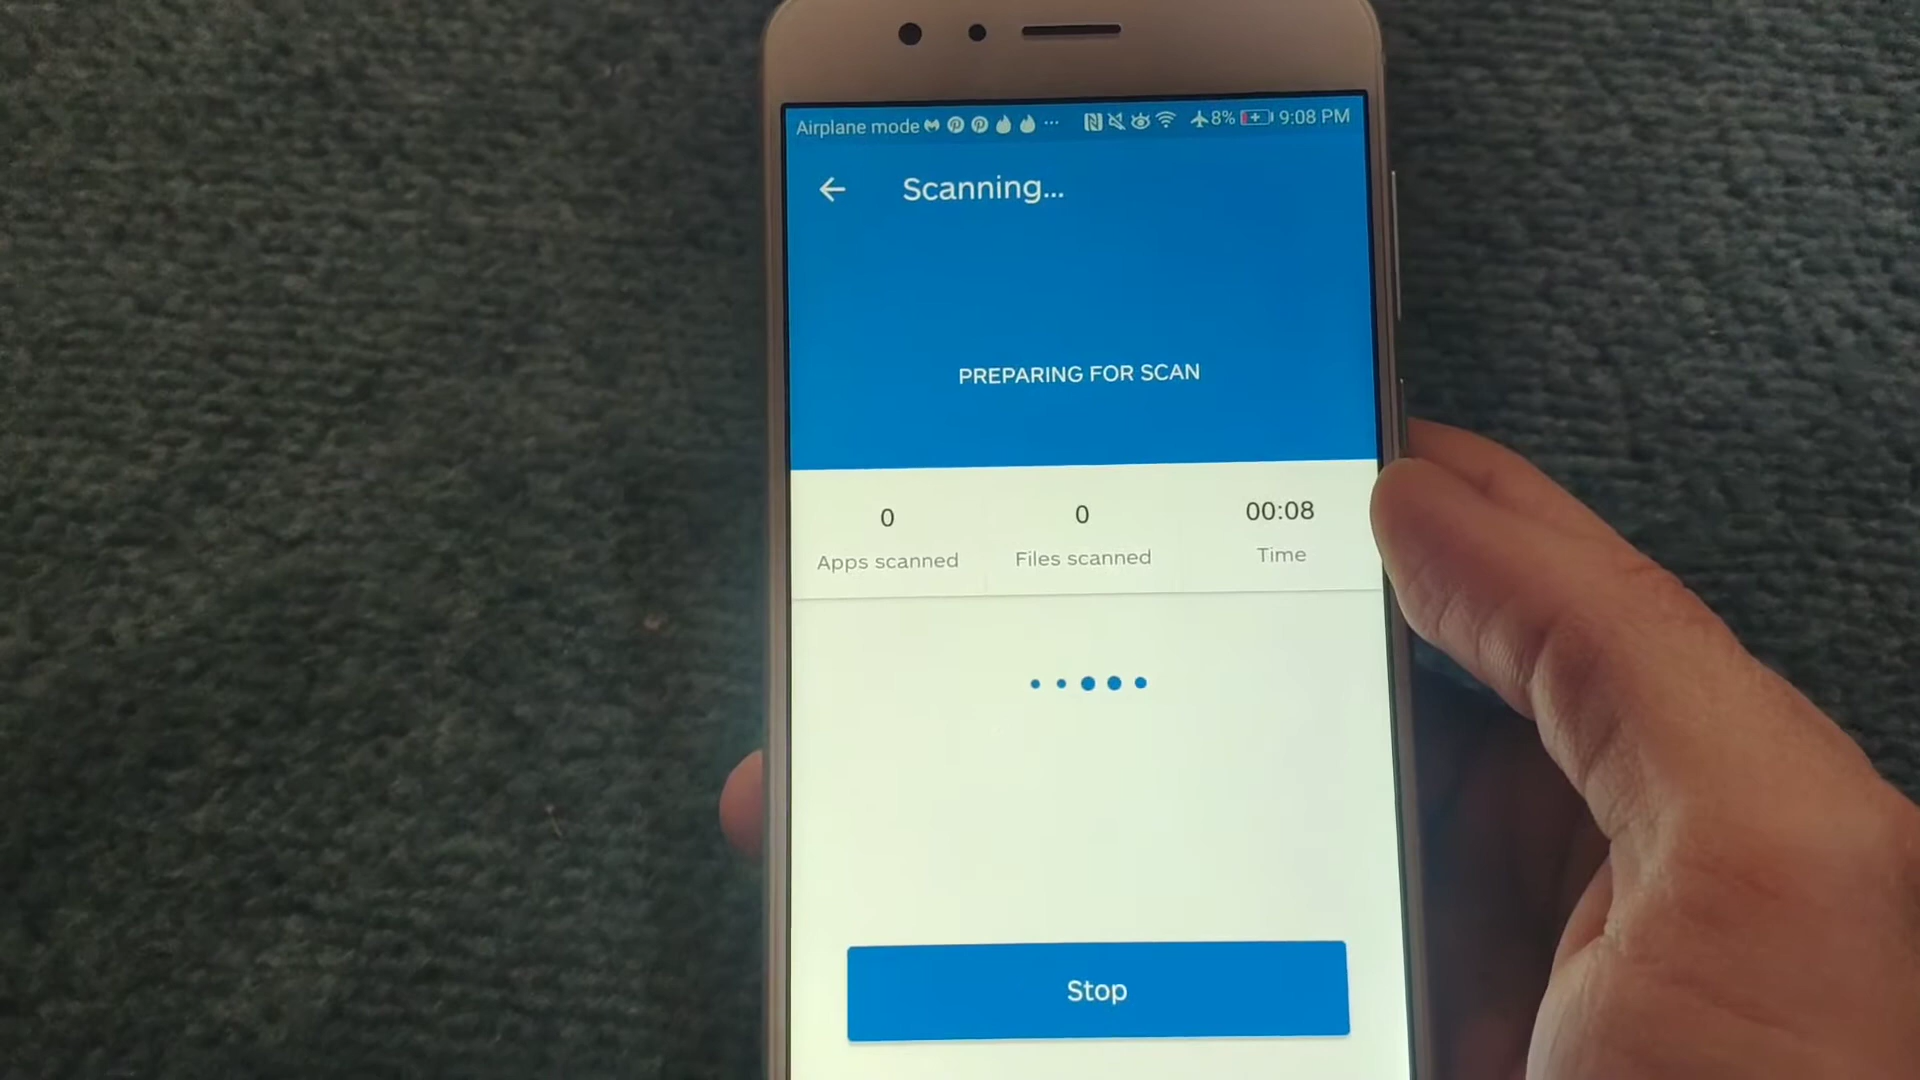 Airplane mode ... 8% 9:08 PM
Scanning...
PREPARING FOR SCAN
0 0 00:08
Apps scanned Files scanned Time
Stop